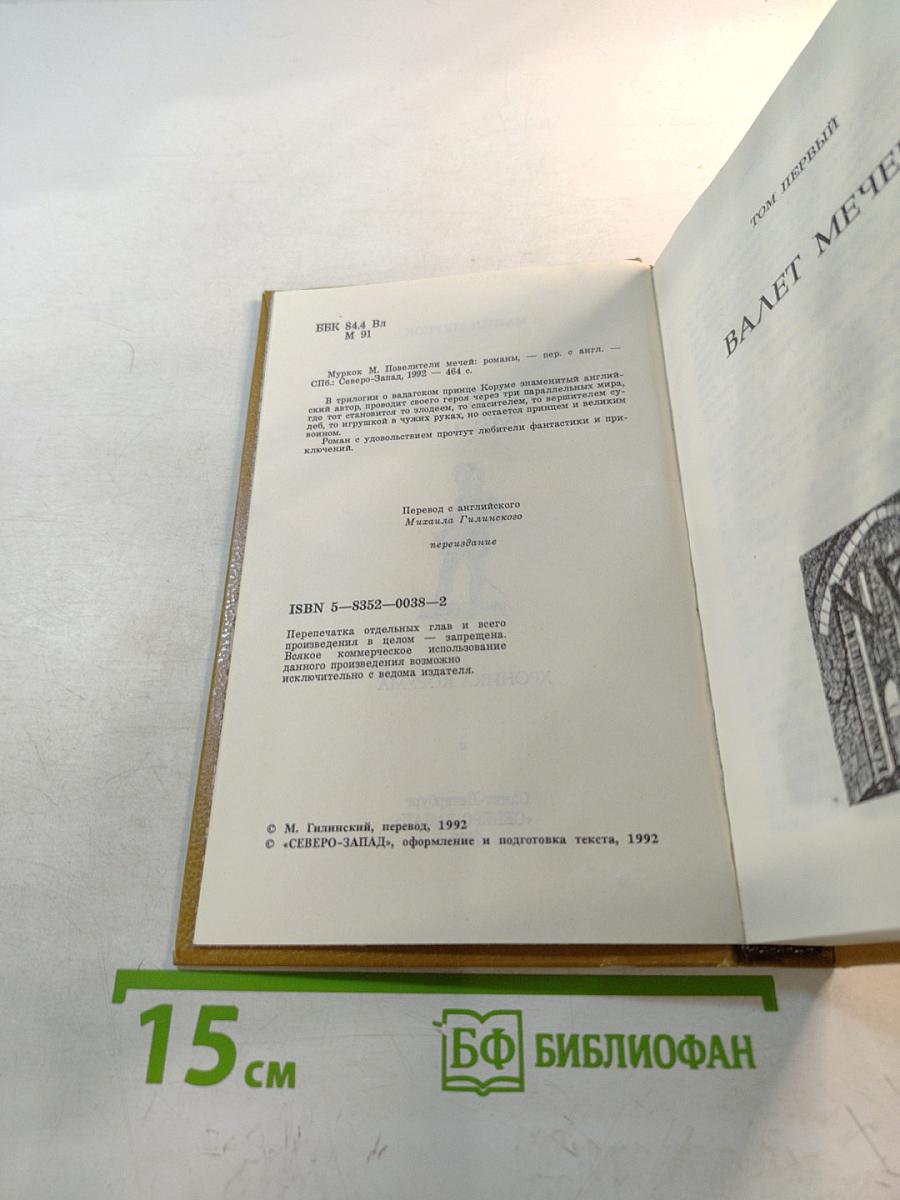 ББК 84.4 Вл
М 91
Муркок М. Повелители мечей: романы, — пер. с англ. —
СПб.: Северо-Запад, 1992 — 464 с.
В трилогии о вадагском принце Коруме знаменитый англий-
ский автор, проводит своего героя через три параллельных мира,
где тот становится то злодеем, то спасителем, то вершителем су-
деб, то игрушкой в чужих руках, но остается принцем и великим
воином.
Роман с удовольствием прочтут любители фантастики и при-
ключений.
Перевод с английского
Михаила Гилинского
переиздание
ISBN 5—8352—0038—2
Перепечатка отдельных глав и всего
произведения в целом — запрещена.
Всякое коммерческое использование
данного произведения возможно
исключительно с ведома издателя.
© М. Гилинский, перевод, 1992
© «СЕВЕРО-ЗАПАД», оформление и подготовка текста, 1992
ТОМ ПЕРВЫЙ
ВАЛЕТ
15 см
БФ БИБЛИОФАН